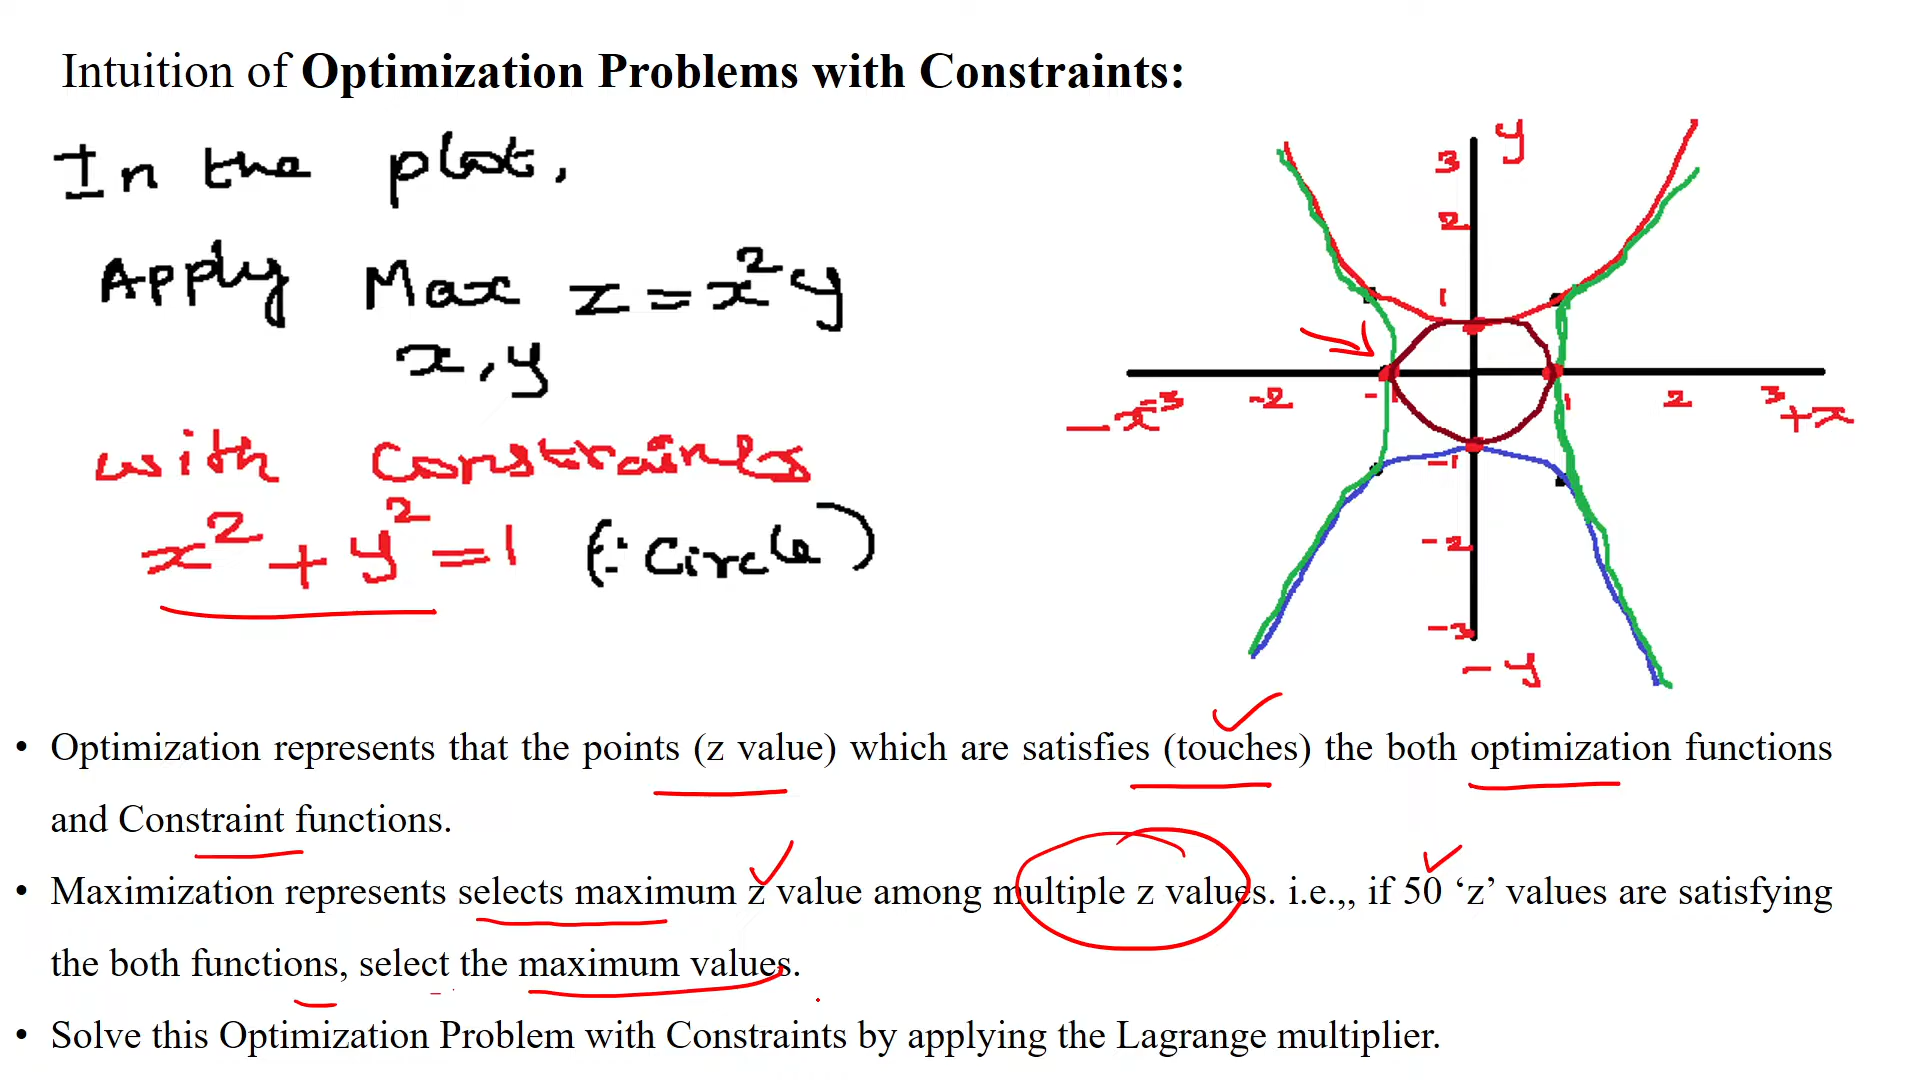 Intuition of Optimization Problems with Constraints:
In the plot,
Apply Max z = x²y
x, y
with Constraints
x² + y² = 1 (∵ Circle)
y
3
2
1
-x -3 -2 -1 1 2 3 +x
-1
-2
-3
-y
• Optimization represents that the points (z value) which are satisfies (touches) the both optimization functions
and Constraint functions.
• Maximization represents selects maximum z value among multiple z values. i.e.,,, if 50 ‘z’ values are satisfying
the both functions, select the maximum values.
• Solve this Optimization Problem with Constraints by applying the Lagrange multiplier.